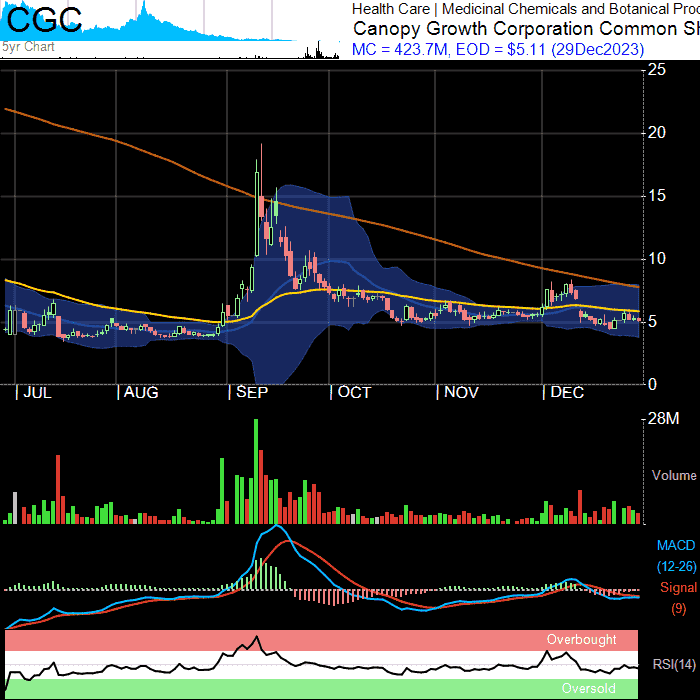 CGC
5yr Chart
Health Care | Medicinal Chemicals and Botanical Proc
Canopy Growth Corporation Common Sh
MC = 423.7M, EOD = $5.11 (29Dec2023)
25
20
15
10
5
0
JUL AUG SEP OCT NOV DEC
28M
Volume
MACD
(12-26)
Signal
(9)
Overbought
RSI(14)
Oversold